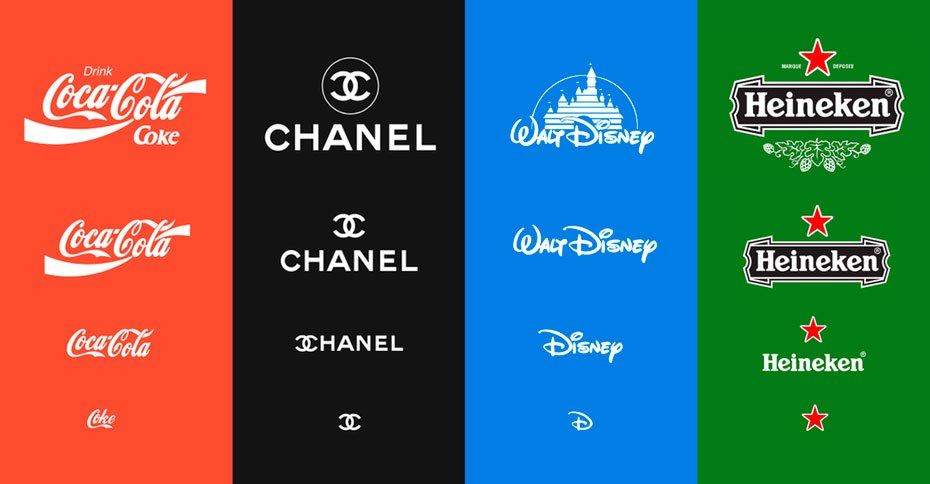 Drink
Coca-Cola
Coke
Coca-Cola
Coca-Cola
Coke
CHANEL
CHANEL
CHANEL
WALT DISNEY
WALT DISNEY
DISNEY
D
MARQUE DEPOSEE
Heineken®
Heineken®
Heineken®